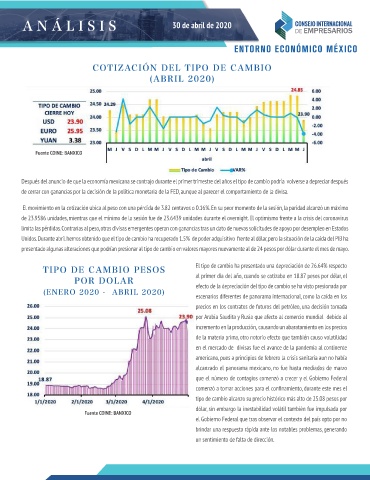 ANÁLISIS
30 de abril de 2020
CONSEJO INTERNACIONAL
DE EMPRESARIOS
ENTORNO ECONÓMICO MÉXICO
COTIZACIÓN DEL TIPO DE CAMBIO
(ABRIL 2020)
TIPO DE CAMBIO
CIERRE HOY
USD 23.90
EURO 25.95
YUAN 3.38
Fuente COINE: BANXICO
25.00
24.50
24.00
23.50
23.00
24.29
24.81
23.90
6.00
4.00
2.00
0.00
-2.00
-4.00
-6.00
M J V S D L M M J V S D L M M J V S D L M M J V S D L M M J
abril
Tipo de Cambio VAR%
Después del anuncio de que la economía mexicana se contrajo durante el primer trimestre del año, el tipo de cambio podría volverse a depreciar después
de cerrar con ganancias por la decisión de la política monetaria de la FED, aunque al parecer el comportamiento de la divisa.
El movimiento en la cotización ubica al peso con una pérdida de 3.82 centavos o 0.16%. En su peor momento de la sesión, la paridad alcanzó un máximo
de 23.9586 unidades, mientras que el mínimo de la sesión fue de 23.6439 unidades durante el overnight. El optimismo frente a la crisis del coronavirus
limita las pérdidas. Contrarias al peso, otras divisas emergentes operan con ganancias tras un dato de nuevas solicitudes de apoyo por desempleo en Estados
Unidos. Durante abril, hemos obtenido que el tipo de cambio ha recuperado 1.5% de poder adquisitivo frente al dólar, pero la situación de la caída del PIB ha
presentado algunas alteraciones que podrían presionar al tipo de cambio en valores mayores nuevamente al de 24 pesos por dólar durante el mes de mayo.
TIPO DE CAMBIO PESOS
POR DOLAR
(ENERO 2020 - ABRIL 2020)
26.00
25.00
24.00
23.00
22.00
21.00
20.00
19.00
18.00
18.87
25.08
23.90
1/1/2020 2/1/2020 3/1/2020 4/1/2020
Fuente COINE: BANXICO
El tipo de cambio ha presentado una depreciación de 26.64% respecto
al primer día del año, cuando se cotizaba en 18.87 pesos por dólar, el
efecto de la depreciación del tipo de cambio se ha visto presionado por
escenarios diferentes de panorama internacional, como la caída en los
precios en los contratos de futuros del petróleo, una decisión tomada
por Arabia Saudita y Rusia que afecto al comercio mundial debido al
incremento en la producción, causando un abaratamiento en los precios
de la materia prima, otro notorio efecto que también causo volatilidad
en el mercado de divisas fue el avance de la pandemia al continente
americano, pues a principios de febrero la crisis sanitaria aun no había
alcanzado el panorama mexicano, no fue hasta mediados de marzo
que el número de contagios comenzó a crecer y el Gobierno Federal
comenzó a tomar acciones para el confinamiento, durante este mes el
tipo de cambio alcanzo su precio histórico más alto de 25.08 pesos por
dólar, sin embargo la inestabilidad volátil también fue impulsada por
el Gobierno Federal que tras observar el contexto del país opto por no
brindar una respuesta rápida ante los notables problemas, generando
un sentimiento de falta de dirección.